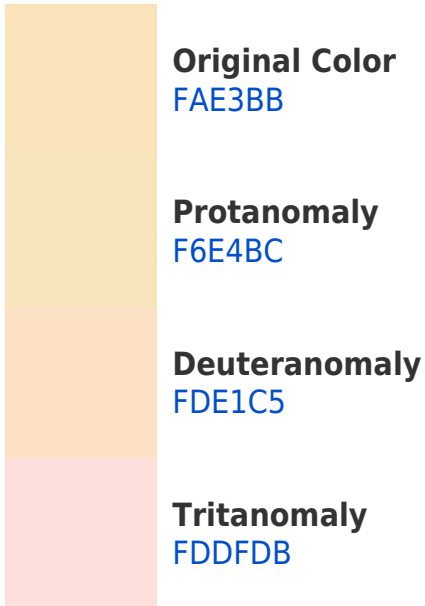 Original Color
FAE3BB
Protanomaly
F6E4BC
Deuteranomaly
FDE1C5
Tritanomaly
FDDFDB